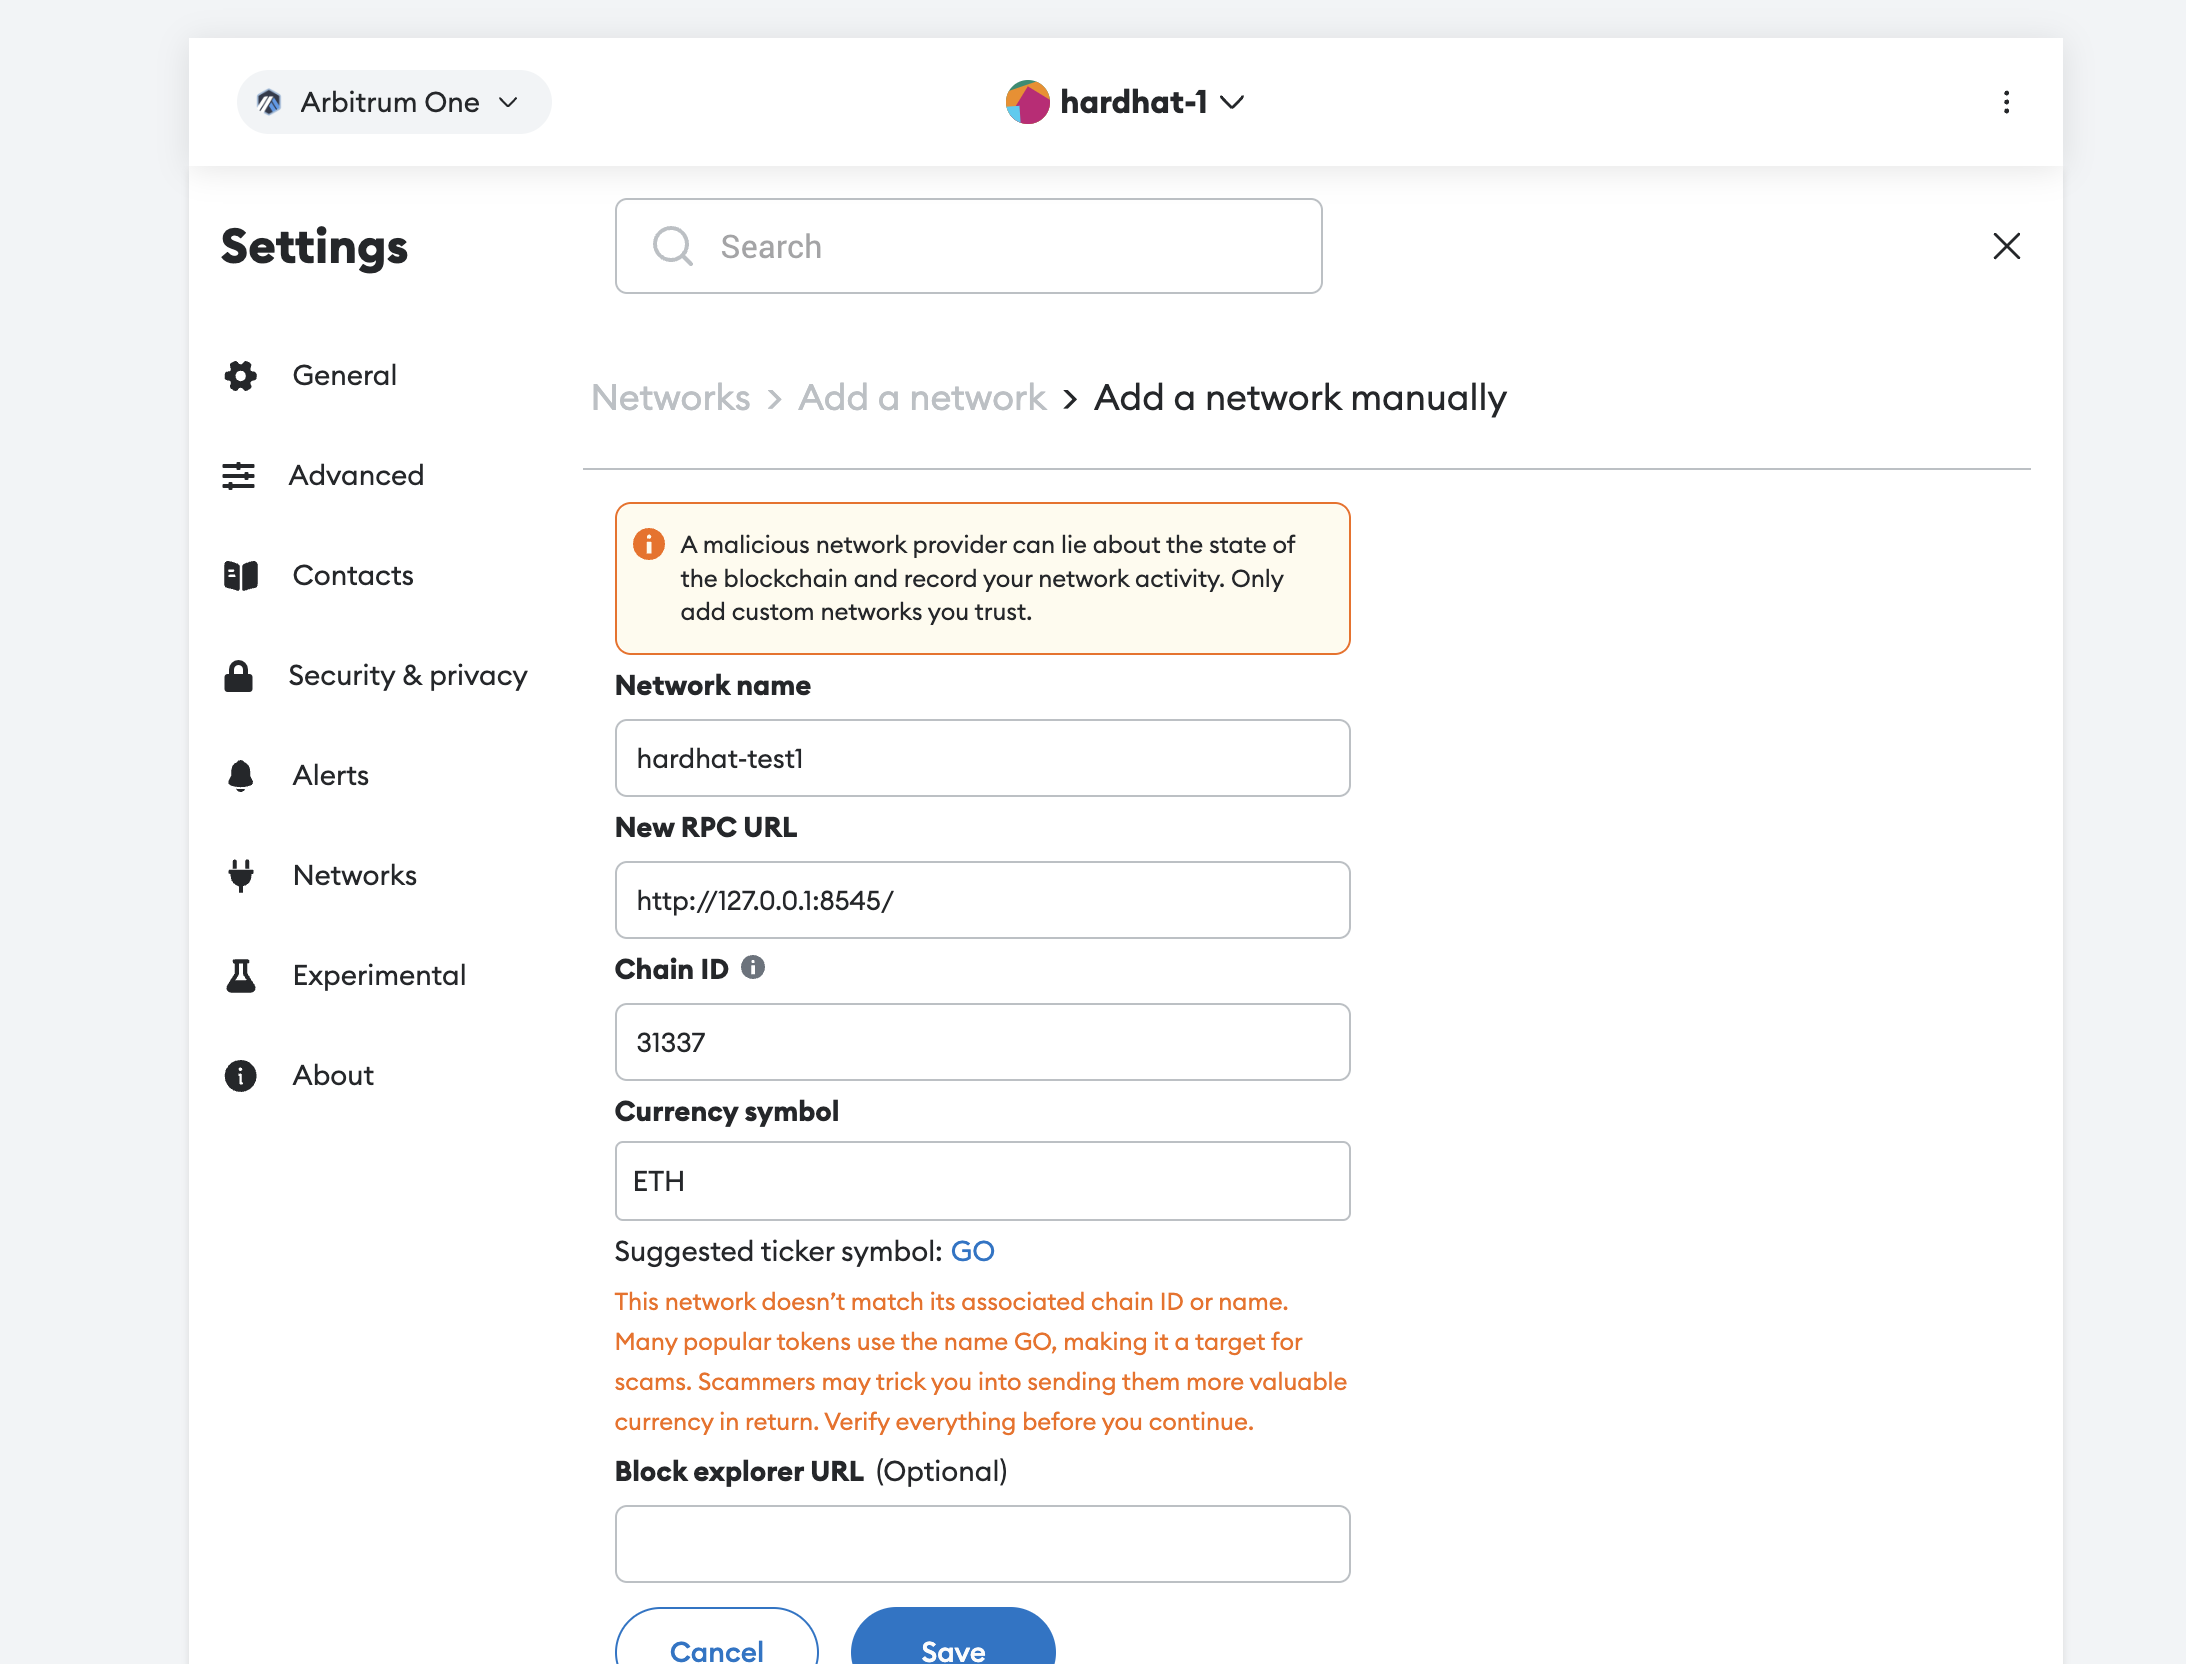 Arbitrum One
hardhat-1
Settings
Search
General
Advanced
Contacts
Security & privacy
Alerts
Networks
Experimental
About
Networks > Add a network > Add a network manually
A malicious network provider can lie about the state of
the blockchain and record your network activity. Only
add custom networks you trust.
Network name
hardhat-test1
New RPC URL
http://127.0.0.1:8545/
Chain ID
31337
Currency symbol
ETH
Suggested ticker symbol: GO
This network doesn’t match its associated chain ID or name.
Many popular tokens use the name GO, making it a target for
scams. Scammers may trick you into sending them more valuable
currency in return. Verify everything before you continue.
Block explorer URL (Optional)
Cancel
Save